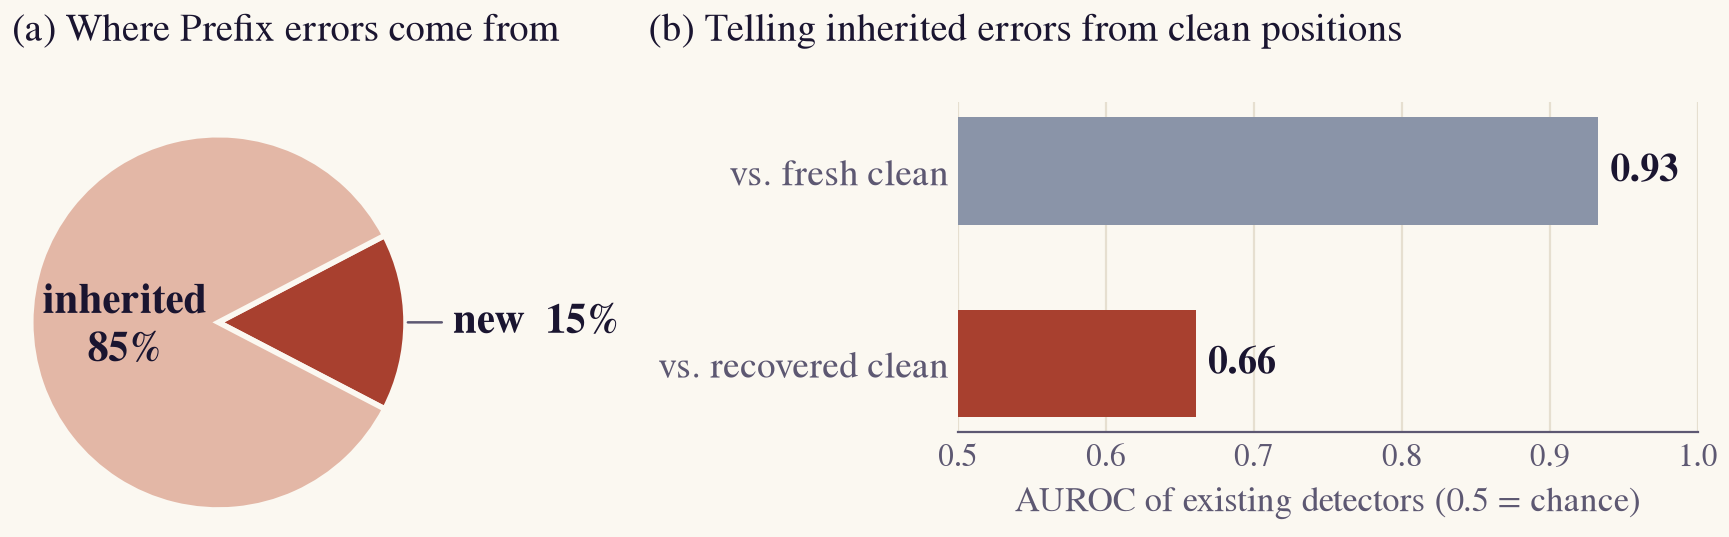 (a) Where Prefix errors come from
inherited
85%
new 15%
(b) Telling inherited errors from clean positions
vs. fresh clean
0.93
vs. recovered clean
0.66
0.5 0.6 0.7 0.8 0.9 1.0
AUROC of existing detectors (0.5 = chance)